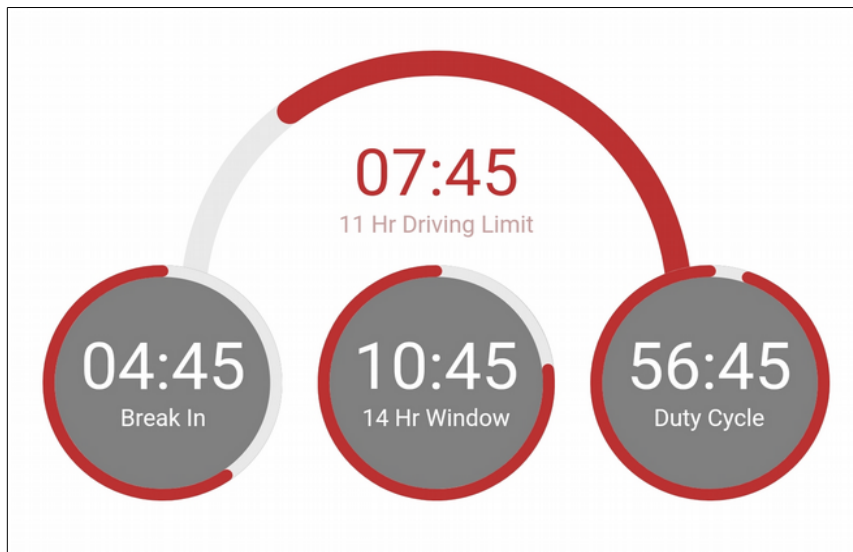 07:45
11 Hr Driving Limit
04:45
Break In
10:45
14 Hr Window
56:45
Duty Cycle